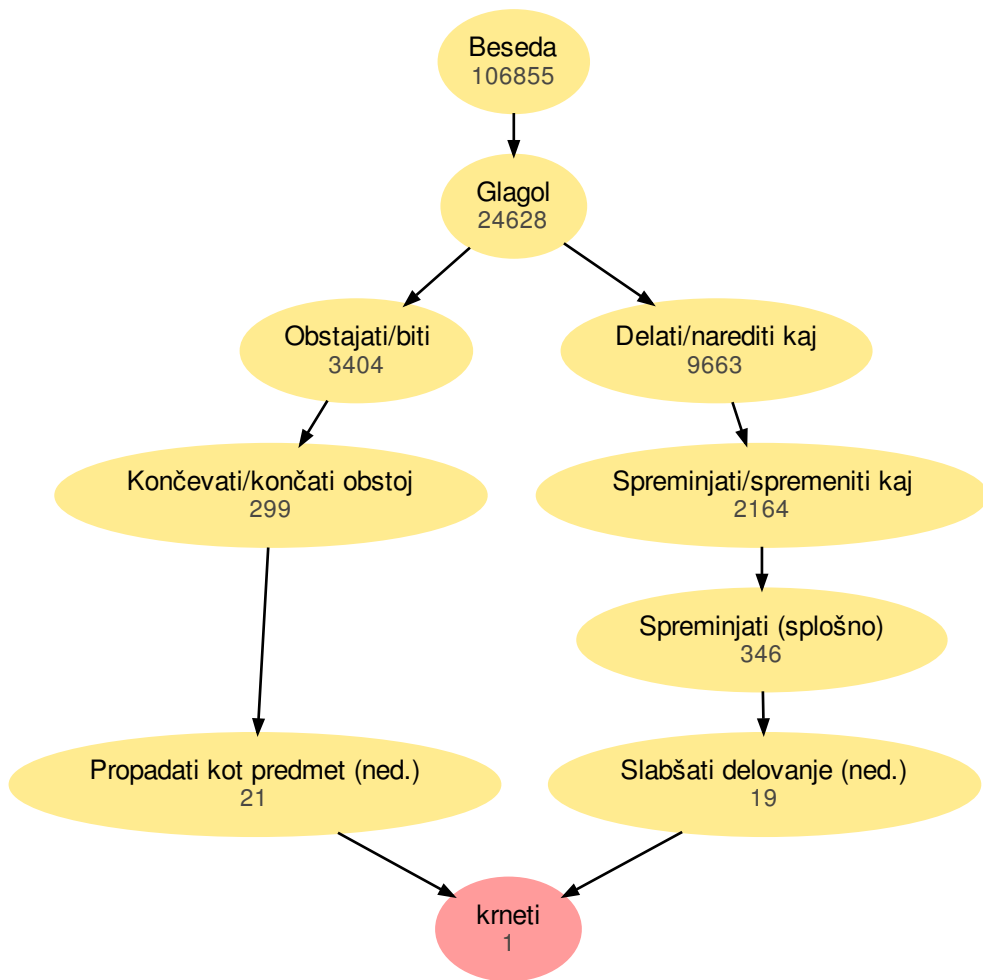 Beseda
106855
Glagol
24628
Obstajati/biti
3404
Delati/narediti kaj
9663
Končevati/končati obstoj
299
Spreminjati/spremeniti kaj
2164
Spreminjati (splošno)
346
Propadati kot predmet (ned.)
21
Slabšati delovanje (ned.)
19
krneti
1